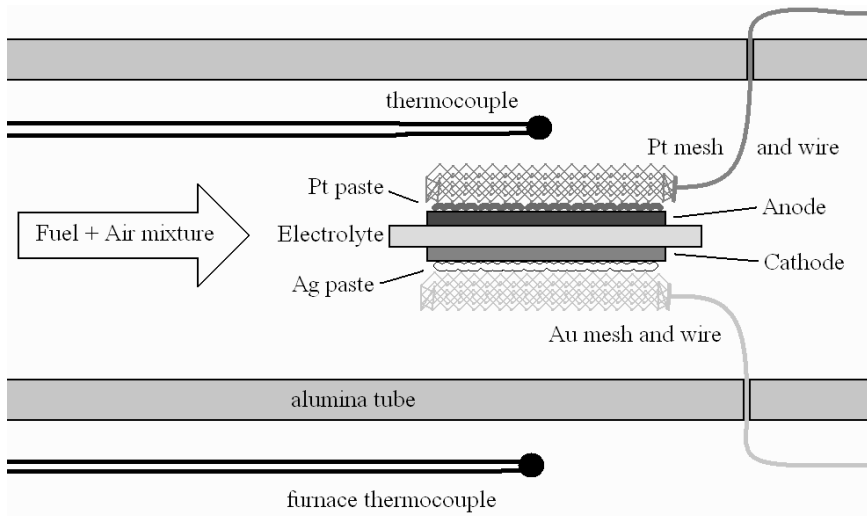 thermocouple
Pt mesh and wire
Pt paste
Anode
Fuel + Air mixture
Electrolyte
Cathode
Ag paste
Au mesh and wire
alumina tube
furnace thermocouple